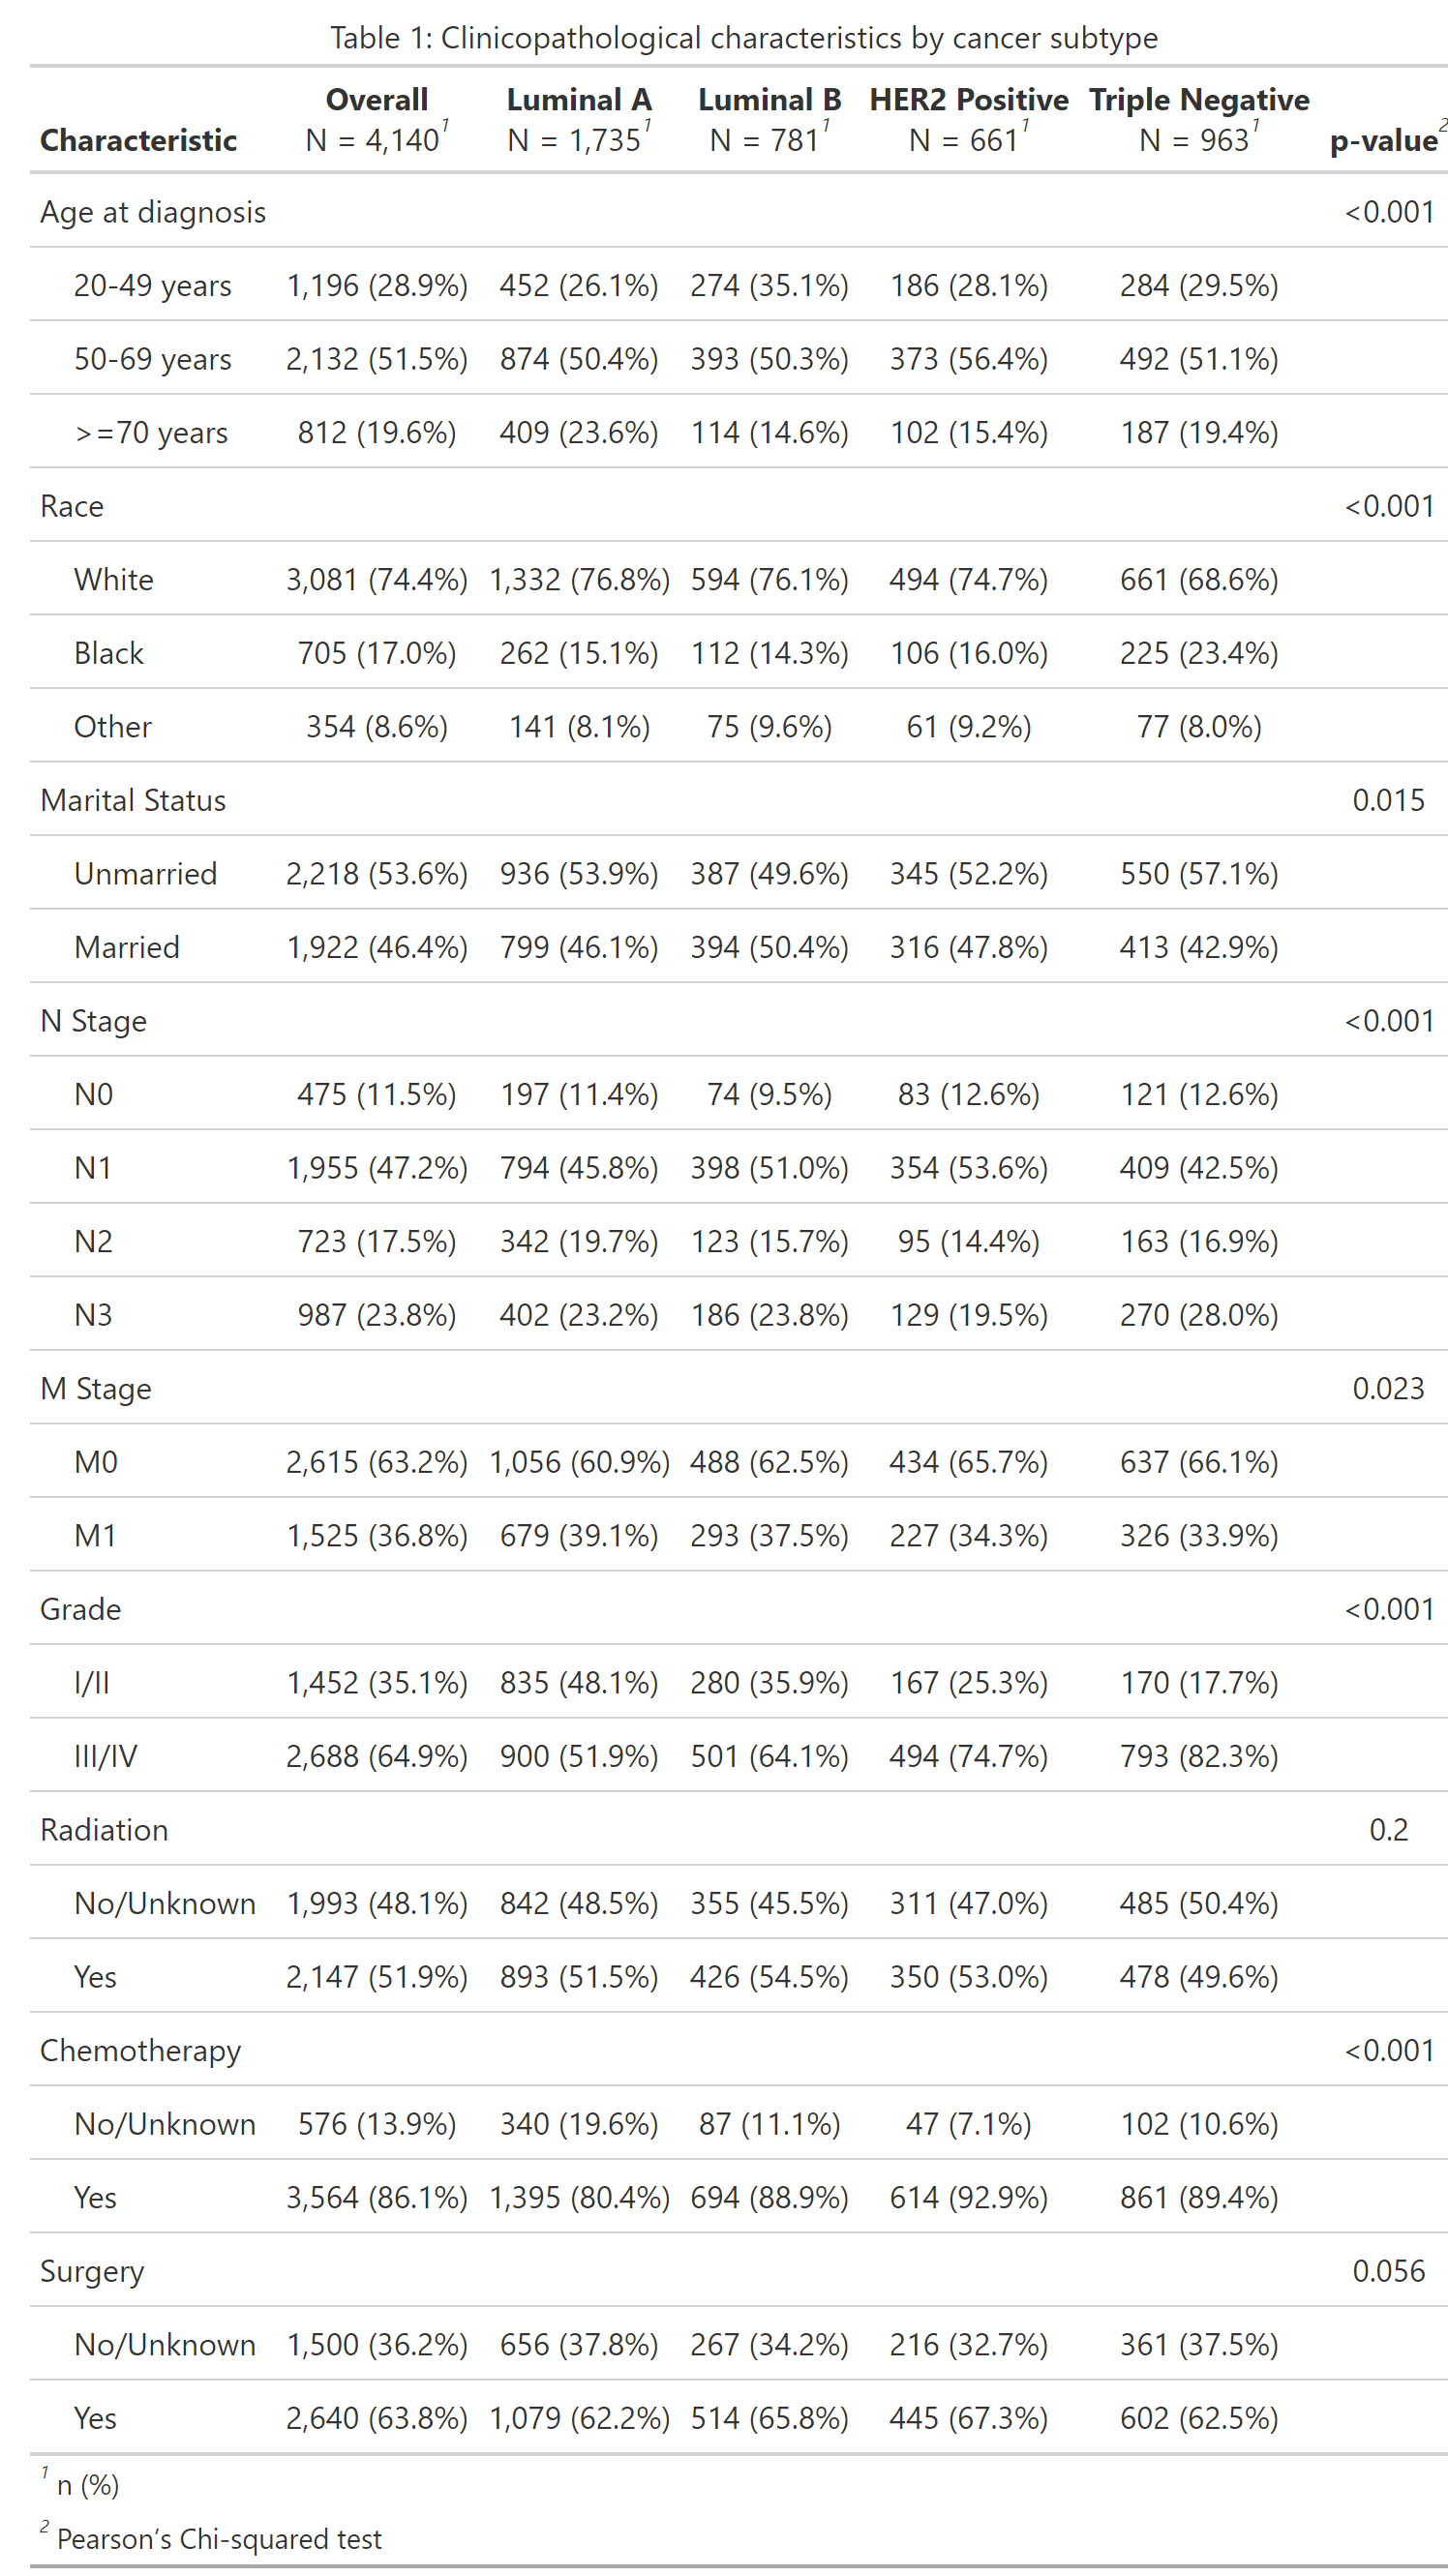 Table 1: Clinicopathological characteristics by cancer subtype
Characteristic Overall N = 4,140¹ Luminal A N = 1,735¹ Luminal B N = 781¹ HER2 Positive N = 661¹ Triple Negative N = 963¹ p-value²
Age at diagnosis <0.001
20-49 years 1,196 (28.9%) 452 (26.1%) 274 (35.1%) 186 (28.1%) 284 (29.5%)
50-69 years 2,132 (51.5%) 874 (50.4%) 393 (50.3%) 373 (56.4%) 492 (51.1%)
>=70 years 812 (19.6%) 409 (23.6%) 114 (14.6%) 102 (15.4%) 187 (19.4%)
Race <0.001
White 3,081 (74.4%) 1,332 (76.8%) 594 (76.1%) 494 (74.7%) 661 (68.6%)
Black 705 (17.0%) 262 (15.1%) 112 (14.3%) 106 (16.0%) 225 (23.4%)
Other 354 (8.6%) 141 (8.1%) 75 (9.6%) 61 (9.2%) 77 (8.0%)
Marital Status 0.015
Unmarried 2,218 (53.6%) 936 (53.9%) 387 (49.6%) 345 (52.2%) 550 (57.1%)
Married 1,922 (46.4%) 799 (46.1%) 394 (50.4%) 316 (47.8%) 413 (42.9%)
N Stage <0.001
N0 475 (11.5%) 197 (11.4%) 74 (9.5%) 83 (12.6%) 121 (12.6%)
N1 1,955 (47.2%) 794 (45.8%) 398 (51.0%) 354 (53.6%) 409 (42.5%)
N2 723 (17.5%) 342 (19.7%) 123 (15.7%) 95 (14.4%) 163 (16.9%)
N3 987 (23.8%) 402 (23.2%) 186 (23.8%) 129 (19.5%) 270 (28.0%)
M Stage 0.023
M0 2,615 (63.2%) 1,056 (60.9%) 488 (62.5%) 434 (65.7%) 637 (66.1%)
M1 1,525 (36.8%) 679 (39.1%) 293 (37.5%) 227 (34.3%) 326 (33.9%)
Grade <0.001
I/II 1,452 (35.1%) 835 (48.1%) 280 (35.9%) 167 (25.3%) 170 (17.7%)
III/IV 2,688 (64.9%) 900 (51.9%) 501 (64.1%) 494 (74.7%) 793 (82.3%)
Radiation 0.2
No/Unknown 1,993 (48.1%) 842 (48.5%) 355 (45.5%) 311 (47.0%) 485 (50.4%)
Yes 2,147 (51.9%) 893 (51.5%) 426 (54.5%) 350 (53.0%) 478 (49.6%)
Chemotherapy <0.001
No/Unknown 576 (13.9%) 340 (19.6%) 87 (11.1%) 47 (7.1%) 102 (10.6%)
Yes 3,564 (86.1%) 1,395 (80.4%) 694 (88.9%) 614 (92.9%) 861 (89.4%)
Surgery 0.056
No/Unknown 1,500 (36.2%) 656 (37.8%) 267 (34.2%) 216 (32.7%) 361 (37.5%)
Yes 2,640 (63.8%) 1,079 (62.2%) 514 (65.8%) 445 (67.3%) 602 (62.5%)
¹ n (%)
² Pearson’s Chi-squared test